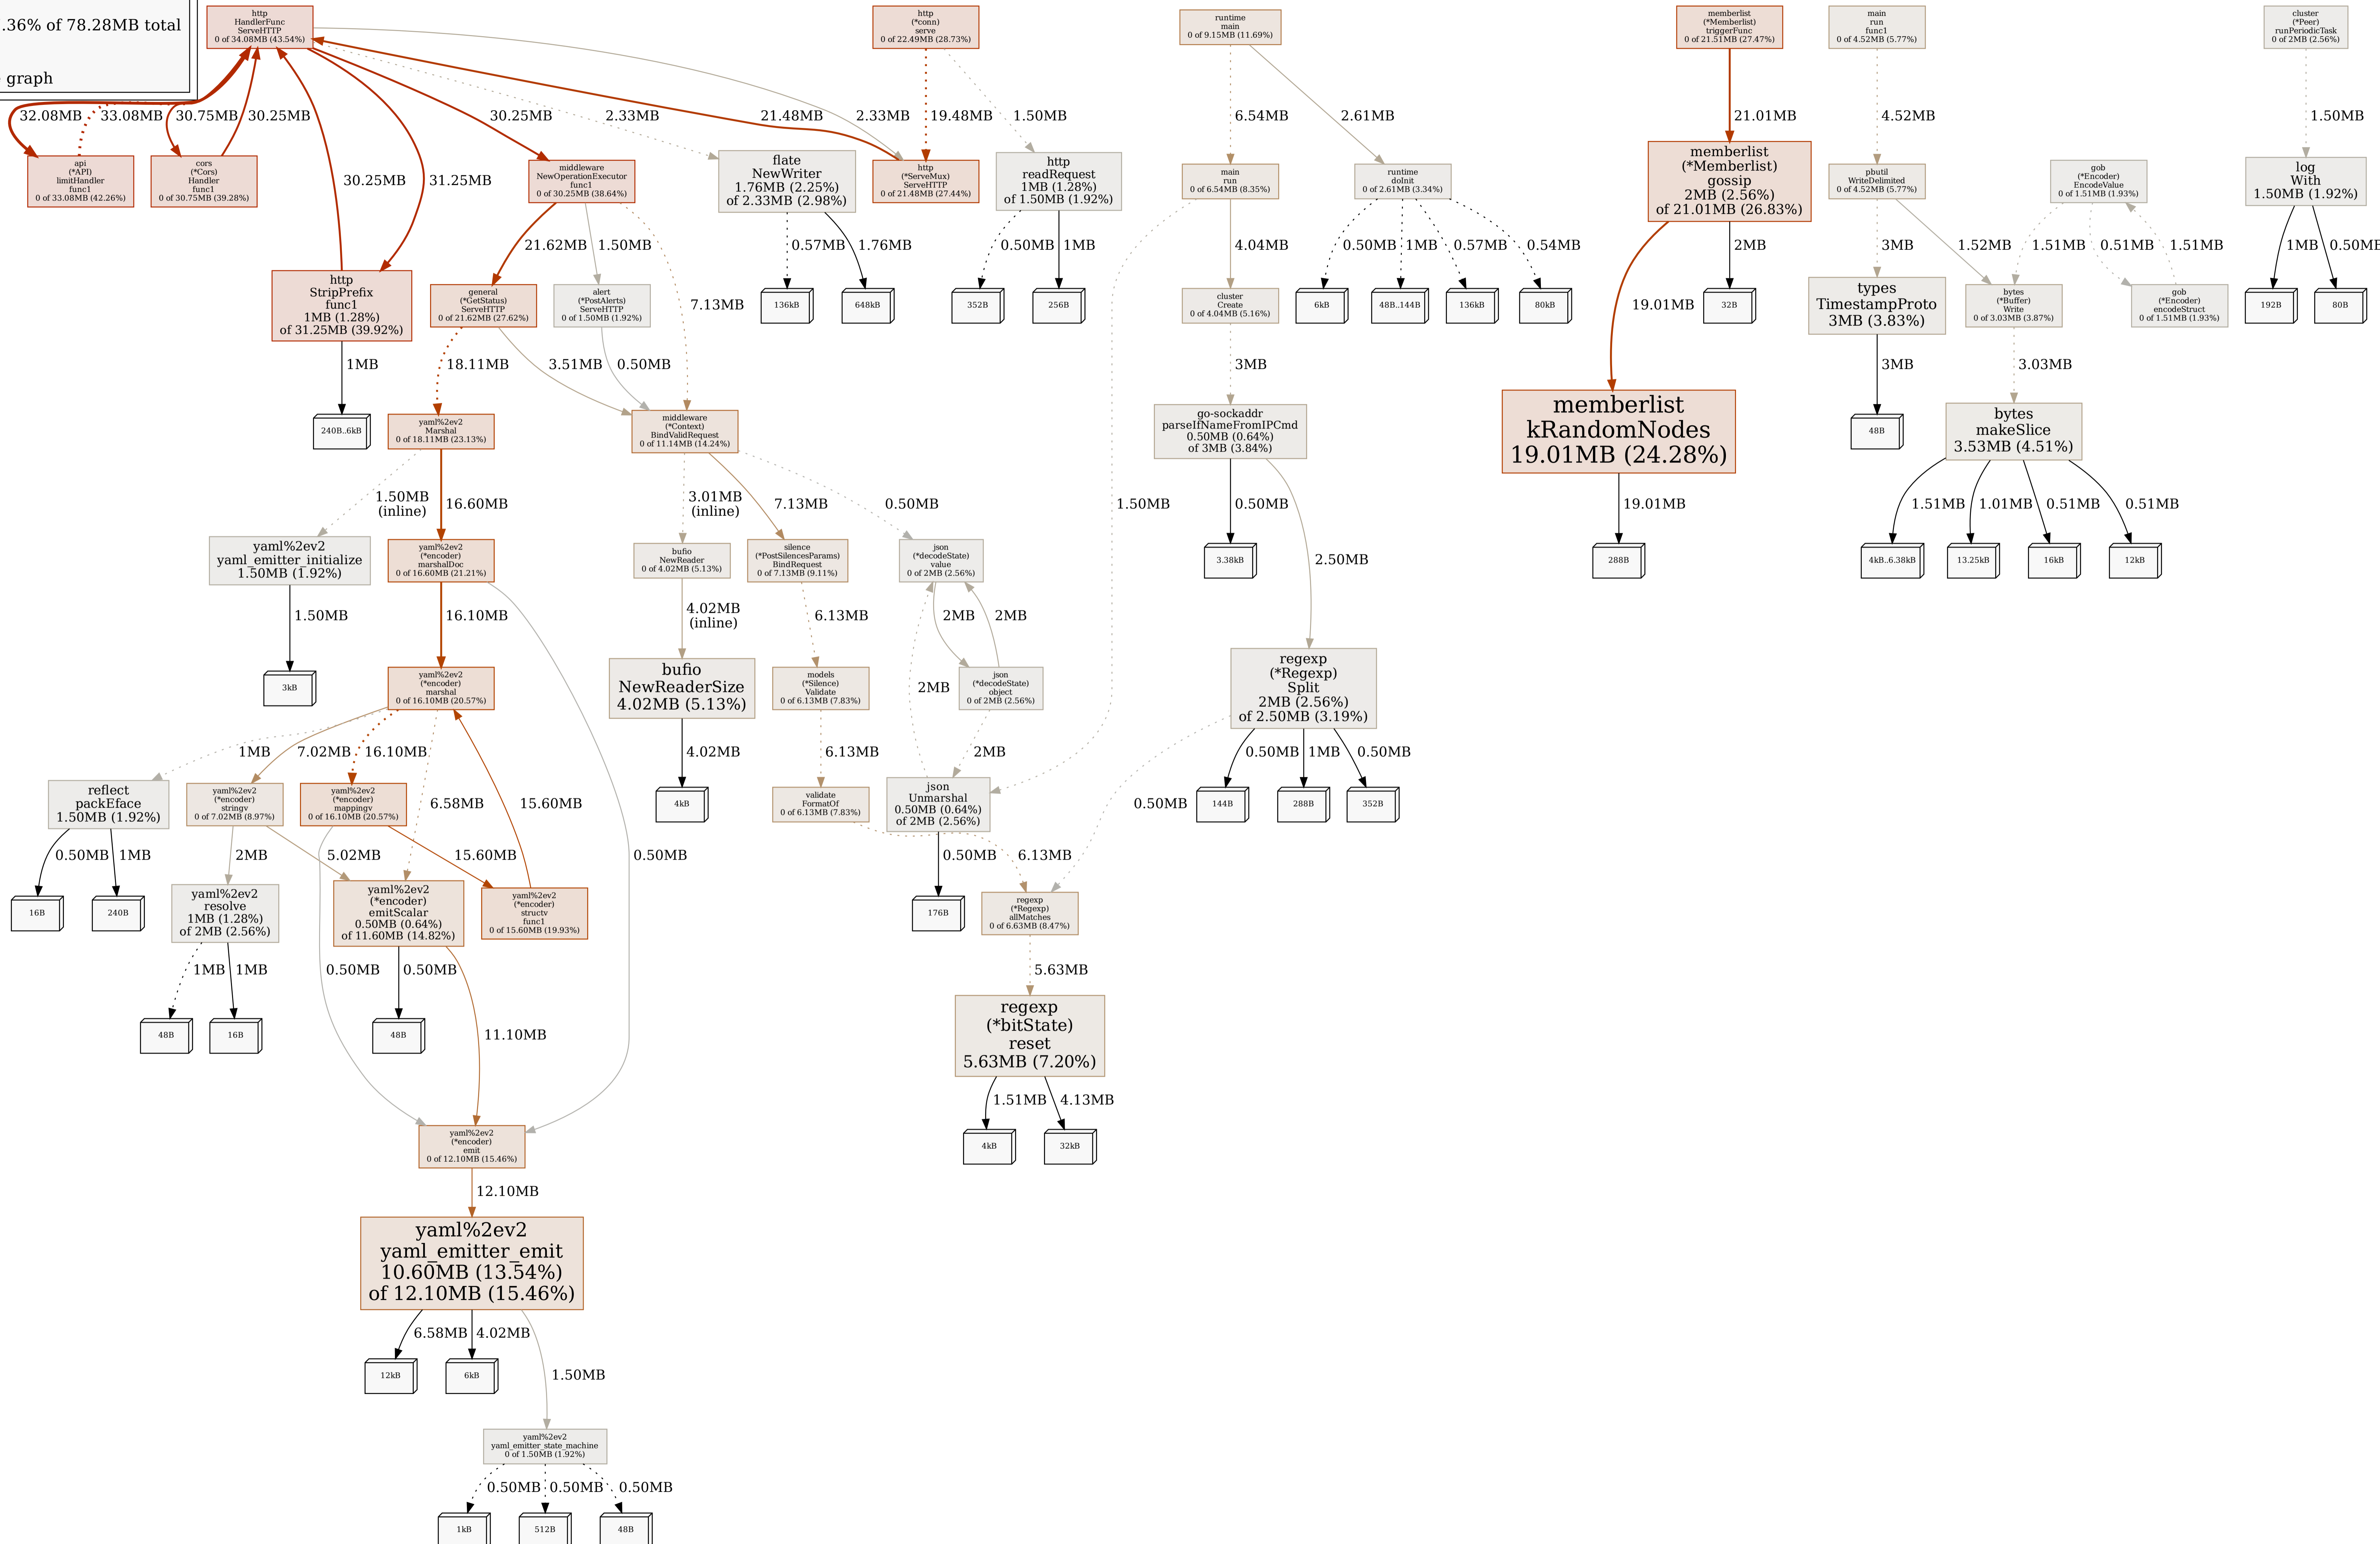 .36% of 78.28MB total
graph
http
HandlerFunc
ServeHTTP
0 of 34.08MB (43.54%)
http
(*conn)
serve
0 of 22.49MB (28.73%)
runtime
main
0 of 9.15MB (11.69%)
memberlist
(*Memberlist)
triggerFunc
0 of 21.51MB (27.47%)
main
run
func1
0 of 4.52MB (5.77%)
cluster
(*Peer)
runPeriodicTask
0 of 2MB (2.56%)
32.08MB
33.08MB
30.75MB
30.25MB
30.25MB
2.33MB
21.48MB
2.33MB
19.48MB
1.50MB
6.54MB
2.61MB
21.01MB
4.52MB
1.50MB
api
(*API)
limitHandler
func1
0 of 33.08MB (42.26%)
cors
(*Cors)
Handler
func1
0 of 30.75MB (39.28%)
30.25MB
31.25MB
middleware
NewOperationExecutor
func1
0 of 30.25MB (38.64%)
flate
NewWriter
1.76MB (2.25%)
of 2.33MB (2.98%)
http
(*ServeMux)
ServeHTTP
0 of 21.48MB (27.44%)
http
readRequest
1MB (1.28%)
of 1.50MB (1.92%)
main
run
0 of 6.54MB (8.35%)
runtime
doInit
0 of 2.61MB (3.34%)
memberlist
(*Memberlist)
gossip
2MB (2.56%)
of 21.01MB (26.83%)
pbutil
WriteDelimited
0 of 4.52MB (5.77%)
gob
(*Encoder)
EncodeValue
0 of 1.51MB (1.93%)
log
With
1.50MB (1.92%)
21.62MB
1.50MB
7.13MB
0.57MB
1.76MB
0.50MB
1MB
4.04MB
0.50MB
1MB
0.57MB
0.54MB
19.01MB
2MB
3MB
1.52MB
1.51MB
0.51MB
1.51MB
1MB
0.50MB
http
StripPrefix
func1
1MB (1.28%)
of 31.25MB (39.92%)
general
(*GetStatus)
ServeHTTP
0 of 21.62MB (27.62%)
alert
(*PostAlerts)
ServeHTTP
0 of 1.50MB (1.92%)
136kB
648kB
352B
256B
cluster
Create
0 of 4.04MB (5.16%)
6kB
48B..144B
136kB
80kB
32B
types
TimestampProto
3MB (3.83%)
bytes
(*Buffer)
Write
0 of 3.03MB (3.87%)
gob
(*Encoder)
encodeStruct
0 of 1.51MB (1.93%)
192B
80B
1MB
18.11MB
3.51MB
0.50MB
3MB
3MB
3.03MB
240B..6kB
yaml%2ev2
Marshal
0 of 18.11MB (23.13%)
middleware
(*Context)
BindValidRequest
0 of 11.14MB (14.24%)
go-sockaddr
parseIfNameFromIPCmd
0.50MB (0.64%)
of 3MB (3.84%)
memberlist
kRandomNodes
19.01MB (24.28%)
48B
bytes
makeSlice
3.53MB (4.51%)
1.50MB
(inline)
16.60MB
3.01MB
(inline)
7.13MB
0.50MB
1.50MB
0.50MB
2.50MB
19.01MB
1.51MB
1.01MB
0.51MB
0.51MB
yaml%2ev2
yaml_emitter_initialize
1.50MB (1.92%)
yaml%2ev2
(*encoder)
marshalDoc
0 of 16.60MB (21.21%)
bufio
NewReader
0 of 4.02MB (5.13%)
silence
(*PostSilencesParams)
BindRequest
0 of 7.13MB (9.11%)
json
(*decodeState)
value
0 of 2MB (2.56%)
3.38kB
288B
4kB..6.38kB
13.25kB
16kB
12kB
1.50MB
16.10MB
4.02MB
(inline)
6.13MB
2MB
2MB
3kB
yaml%2ev2
(*encoder)
marshal
0 of 16.10MB (20.57%)
bufio
NewReaderSize
4.02MB (5.13%)
models
(*Silence)
Validate
0 of 6.13MB (7.83%)
2MB
json
(*decodeState)
object
0 of 2MB (2.56%)
regexp
(*Regexp)
Split
2MB (2.56%)
of 2.50MB (3.19%)
1MB
7.02MB
16.10MB
6.58MB
15.60MB
4.02MB
6.13MB
2MB
0.50MB
0.50MB
1MB
0.50MB
reflect
packEface
1.50MB (1.92%)
yaml%2ev2
(*encoder)
stringv
0 of 7.02MB (8.97%)
yaml%2ev2
(*encoder)
mappingv
0 of 16.10MB (20.57%)
4kB
validate
FormatOf
0 of 6.13MB (7.83%)
json
Unmarshal
0.50MB (0.64%)
of 2MB (2.56%)
144B
288B
352B
0.50MB
1MB
2MB
5.02MB
15.60MB
0.50MB
0.50MB
6.13MB
16B
240B
yaml%2ev2
resolve
1MB (1.28%)
of 2MB (2.56%)
yaml%2ev2
(*encoder)
emitScalar
0.50MB (0.64%)
of 11.60MB (14.82%)
yaml%2ev2
(*encoder)
structv
func1
0 of 15.60MB (19.93%)
176B
regexp
(*Regexp)
allMatches
0 of 6.63MB (8.47%)
1MB
1MB
0.50MB
0.50MB
11.10MB
5.63MB
48B
16B
48B
regexp
(*bitState)
reset
5.63MB (7.20%)
1.51MB
4.13MB
yaml%2ev2
(*encoder)
emit
0 of 12.10MB (15.46%)
4kB
32kB
12.10MB
yaml%2ev2
yaml_emitter_emit
10.60MB (13.54%)
of 12.10MB (15.46%)
6.58MB
4.02MB
1.50MB
12kB
6kB
yaml%2ev2
yaml_emitter_state_machine
0 of 1.50MB (1.92%)
0.50MB
0.50MB
0.50MB
1kB
512B
48B